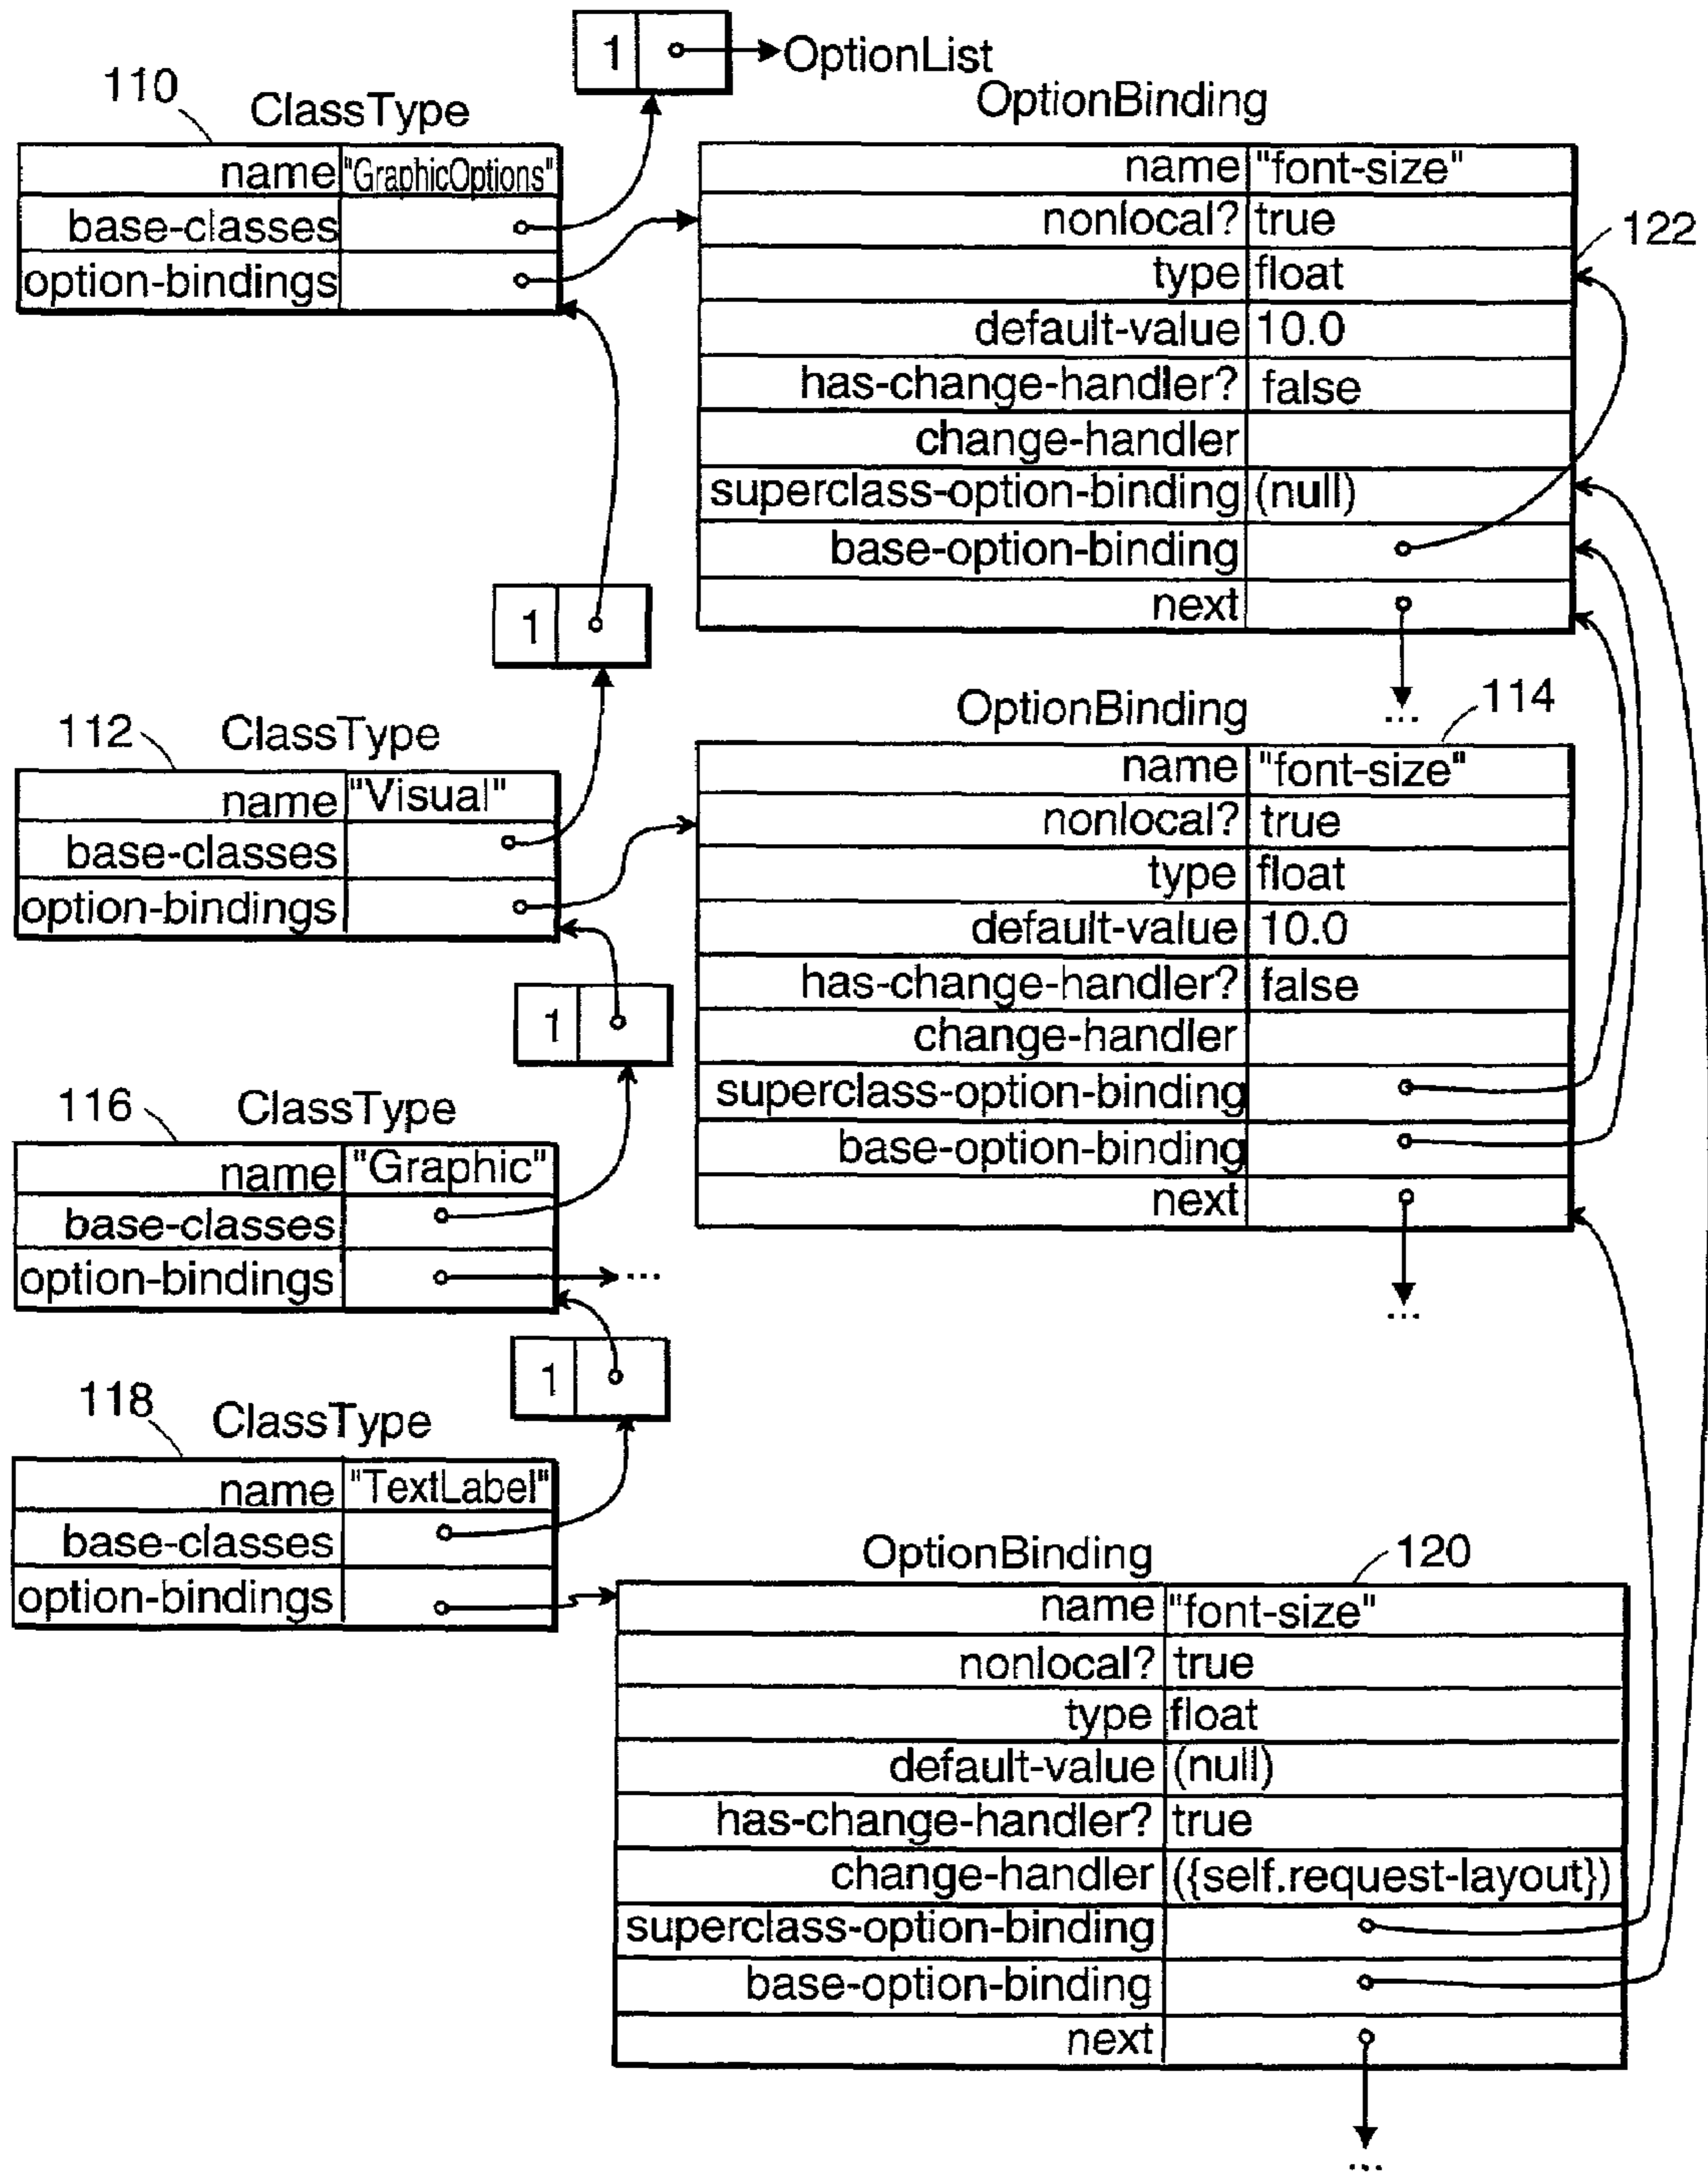 1 OptionList
110 ClassType
name "GraphicOptions"
base-classes
option-bindings
OptionBinding
name "font-size"
nonlocal? true
122
type float
default-value 10.0
has-change-handler? false
change-handler
superclass-option-binding (null)
base-option-binding
next
...
1
112 ClassType
name "Visual"
base-classes
option-bindings
OptionBinding 114
name "font-size"
nonlocal? true
type float
default-value 10.0
has-change-handler? false
change-handler
superclass-option-binding
base-option-binding
next
...
1
116 ClassType
name "Graphic"
base-classes
option-bindings ...
1
118 ClassType
name "TextLabel"
base-classes
option-bindings
OptionBinding 120
name "font-size"
nonlocal? true
type float
default-value (null)
has-change-handler? true
change-handler ({self.request-layout})
superclass-option-binding
base-option-binding
next
...